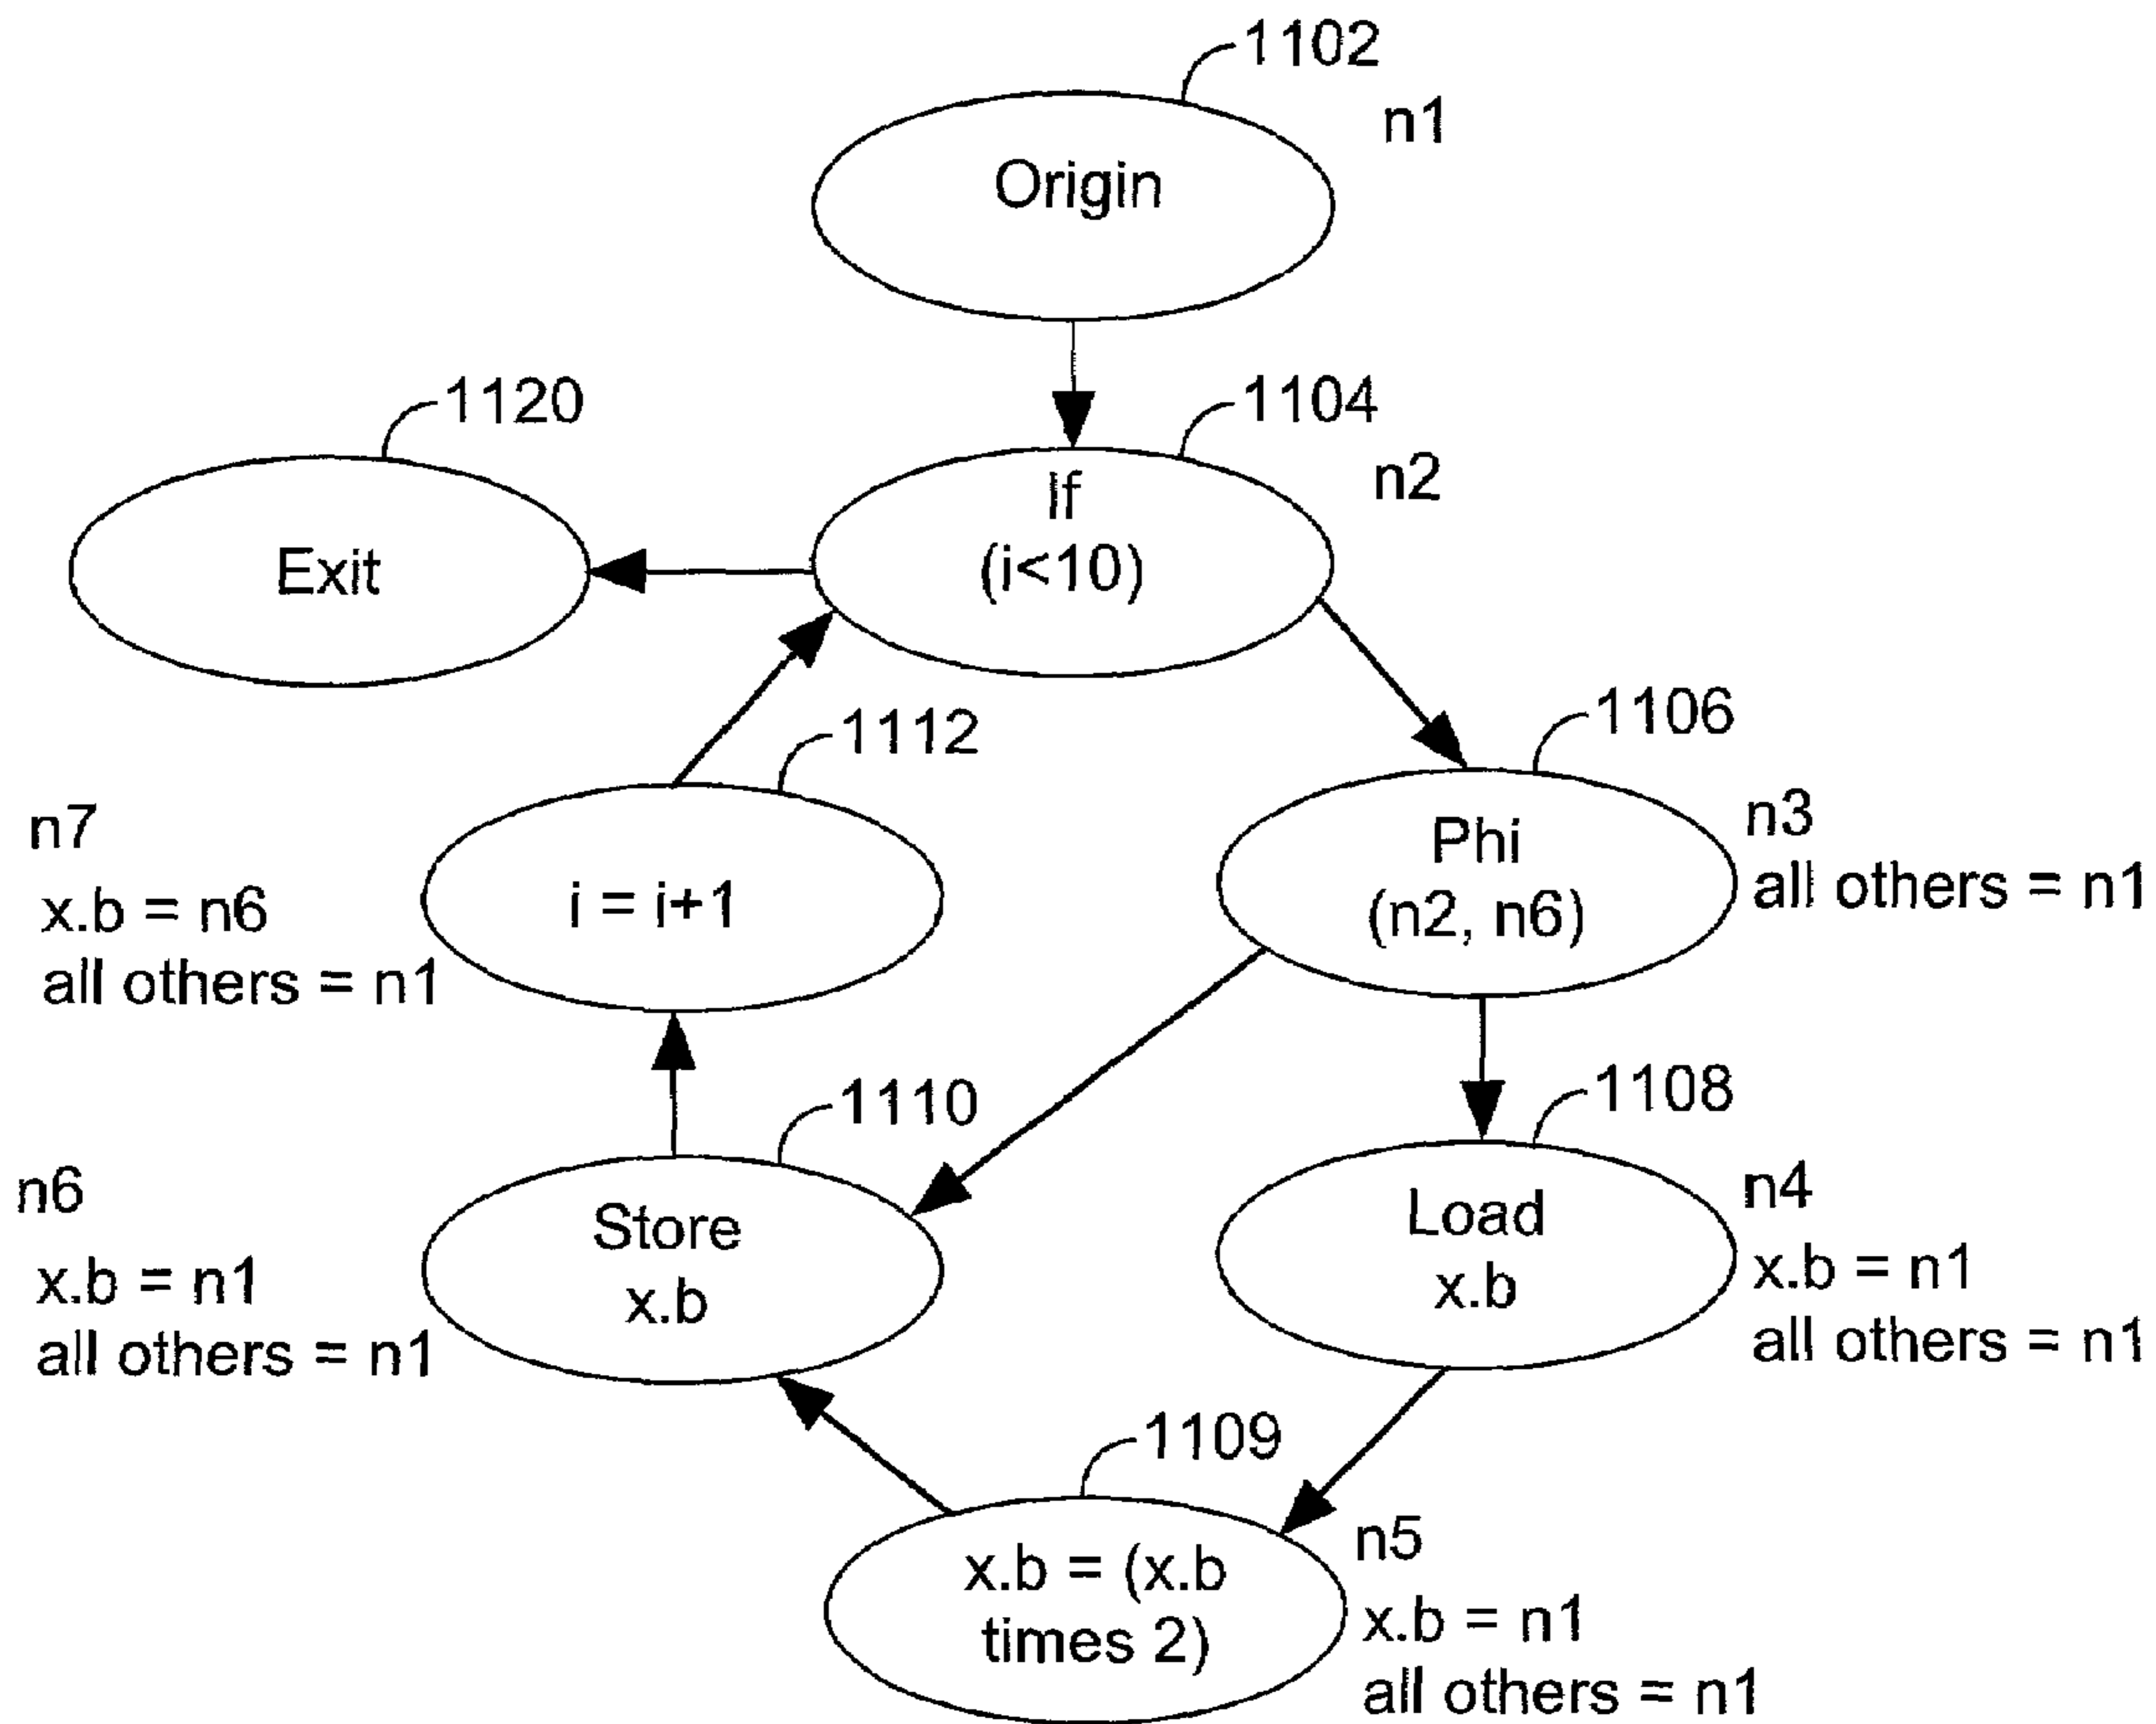 1102
n1
Origin
1120
1104
n2
If
(i<10)
Exit
1112
1106
n7
x.b = n6
all others = n1
i = i+1
Phi
(n2, n6)
n3
all others = n1
1110
1108
n6
x.b = n1
all others = n1
Store
x.b
Load
x.b
n4
x.b = n1
all others = n1
1109
x.b = (x.b
times 2)
n5
x.b = n1
all others = n1